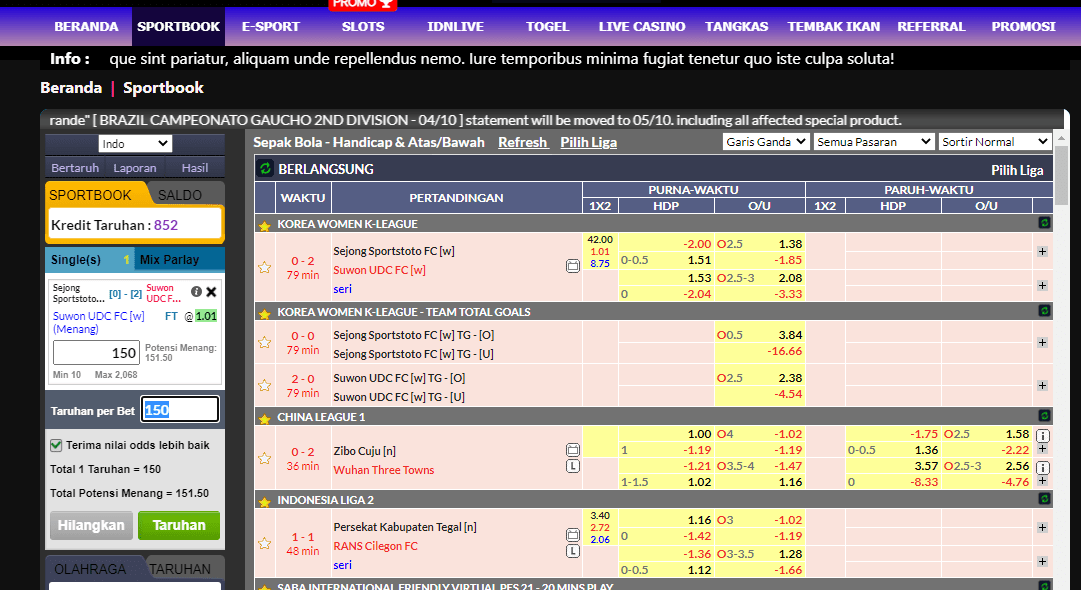 PROMO
BERANDA SPORTBOOK E-SPORT SLOTS IDNLIVE TOGEL LIVE CASINO TANGKAS TEMBAK IKAN REFERRAL PROMOSI
Info : que sint pariatur, aliquam unde repellendus nemo. Iure temporibus minima fugiat tenetur quo iste culpa soluta!
Beranda | Sportbook
rande" [ BRAZIL CAMPEONATO GAUCHO 2ND DIVISION - 04/10 ] statement will be moved to 05/10. including all affected special product.
Indo
Bertaruh Laporan Hasil
SPORTBOOK SALDO
Kredit Taruhan : 852
Single(s) 1 Mix Parlay
Sejong Sportstoto... [0] - [2] Suwon UDC F...
Suwon UDC FC [w] FT @ 1.01
(Menang)
150 Potensi Menang: 151.50
Min 10 Max 2,068
Taruhan per Bet 150
Terima nilai odds lebih baik
Total 1 Taruhan = 150
Total Potensi Menang = 151.50
Hilangkan Taruhan
OLAHRAGA TARUHAN
Sepak Bola - Handicap & Atas/Bawah Refresh Pilih Liga Garis Ganda Semua Pasaran Sortir Normal
BERLANGSUNG Pilih Liga
WAKTU PERTANDINGAN PURNA-WAKTU PARUH-WAKTU
1X2 HDP O/U 1X2 HDP O/U
KOREA WOMEN K-LEAGUE
0 - 2
79 min
Sejong Sportstoto FC [w]
Suwon UDC FC [w]
seri
42.00
1.01
8.75
-2.00 O2.5 1.38
0-0.5 1.51 -1.85
1.53 O2.5-3 2.08
0 -2.04 -3.33
+
+
KOREA WOMEN K-LEAGUE - TEAM TOTAL GOALS
0 - 0
79 min
Sejong Sportstoto FC [w] TG - [O]
Sejong Sportstoto FC [w] TG - [U]
O0.5 3.84
-16.66
+
2 - 0
79 min
Suwon UDC FC [w] TG - [O]
Suwon UDC FC [w] TG - [U]
O2.5 2.38
-4.54
+
CHINA LEAGUE 1
0 - 2
36 min
Zibo Cuju [n]
Wuhan Three Towns
L
1.00 O4 -1.02 -1.75 O2.5 1.58
1 -1.19 -1.19 0-0.5 1.36 -2.22
-1.21 O3.5-4 -1.47 3.57 O2.5-3 2.56
1-1.5 1.02 1.16 0 -8.33 -4.76
i
+
i
+
INDONESIA LIGA 2
1 - 1
48 min
Persekat Kabupaten Tegal [n]
RANS Cilegon FC
seri
L
3.40
2.72
2.06
1.16 O3 -1.02
0 -1.42 -1.19
-1.36 O3-3.5 1.28
0-0.5 1.12 -1.66
+
+
SABA INTERNATIONAL FRIENDLY VIRTUAL PES 21 - 20 MINS PLAY